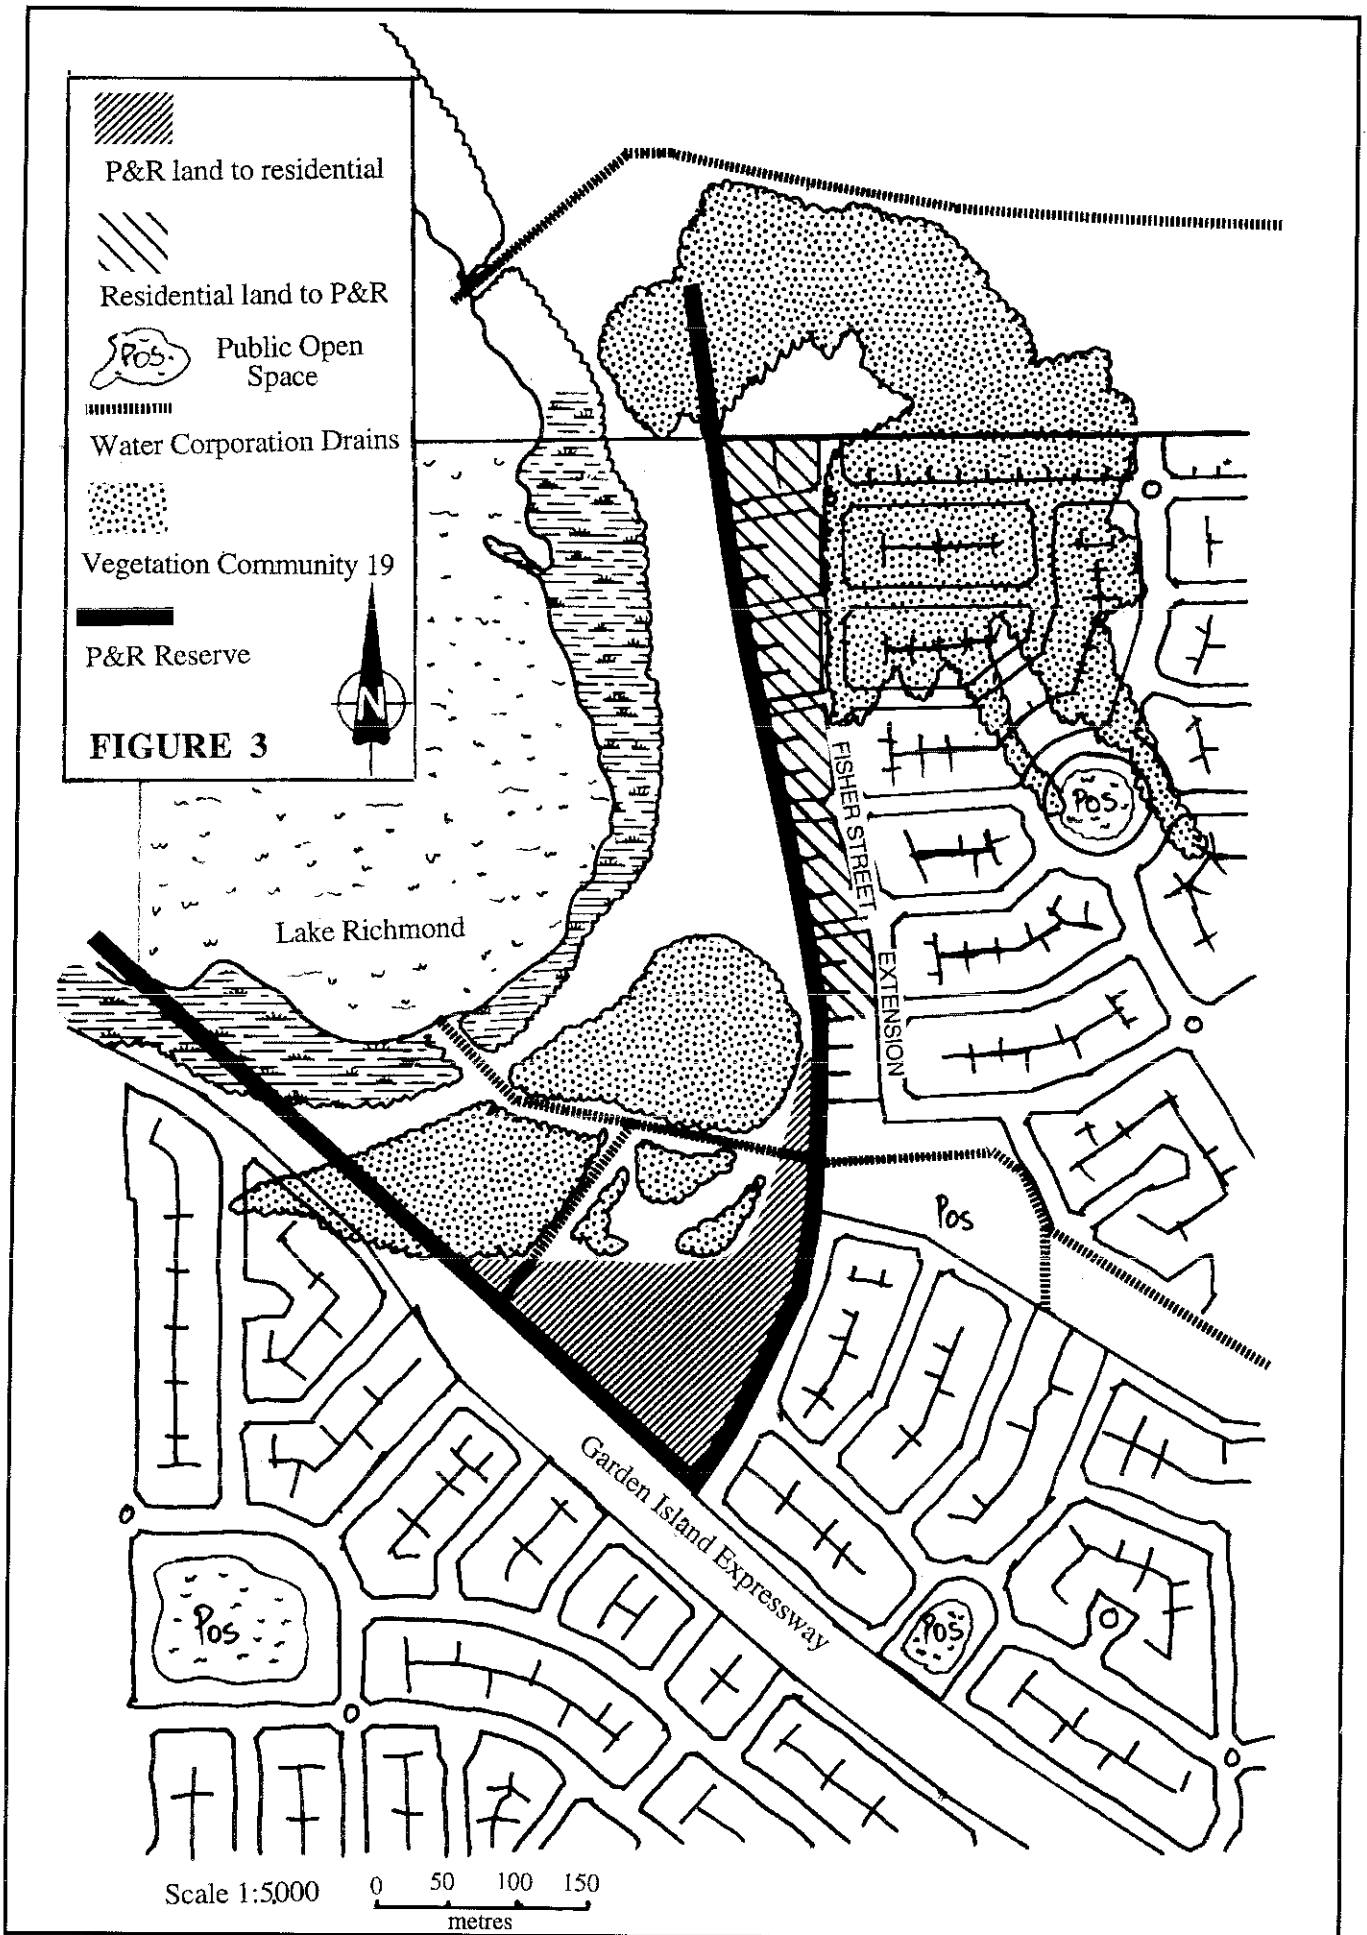 P&R land to residential
Residential land to P&R
POS.
Public Open
Space
Water Corporation Drains
Vegetation Community 19
P&R Reserve
N
FIGURE 3
POS
FISHER STREET
EXTENSION
Lake Richmond
Pos
Garden Island Expressway
Pos
POS
Scale 1:5,000
0 50 100 150
metres